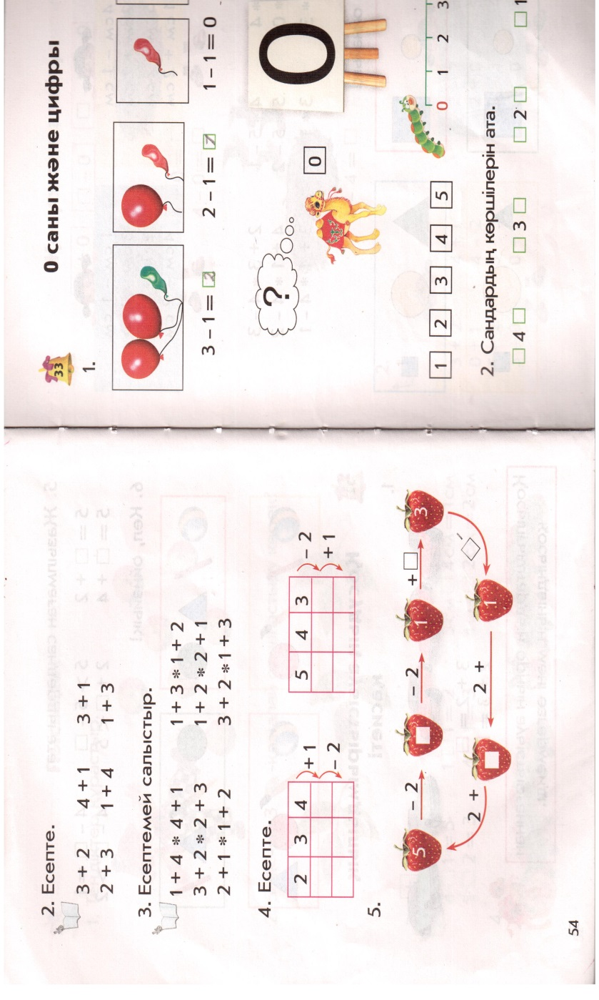 2. Есепте.
3 + 2 4 + 1 3 + 1
2 + 3 1 + 4 1 + 3
3. Есептемей салыстыр.
1 + 4 * 4 + 1 1 + 3 * 1 + 2
3 + 2 * 2 + 3 1 + 2 * 2 + 1
2 + 1 * 1 + 2 3 + 2 * 1 + 3
4. Есепте.
2 3 4 + 1 - 2
5 4 3 - 2 + 1
5.
5 - 2 □ - 2 1 + □ 3
2 + □ 2 + 1 □ -
54
33
0 саны және цифры
1.
3 - 1 = 2 2 - 1 = 1 1 - 1 = 0
?
0
0
1 2 3 4 5
0 1 2 3
2. Сандардың көршілерін ата.
□ 4 □ □ 3 □ □ 2 □ □ 1